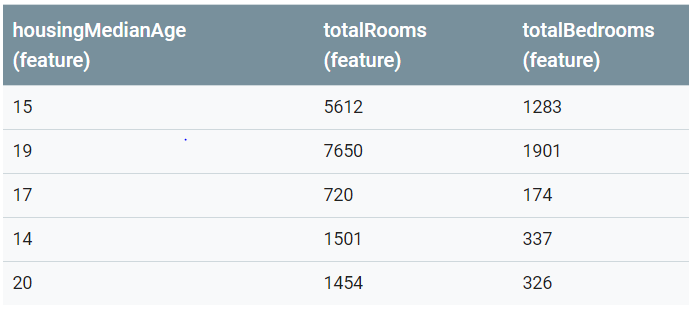 housingMedianAge totalRooms totalBedrooms
(feature) (feature) (feature)
15 5612 1283
19 7650 1901
17 720 174
14 1501 337
20 1454 326